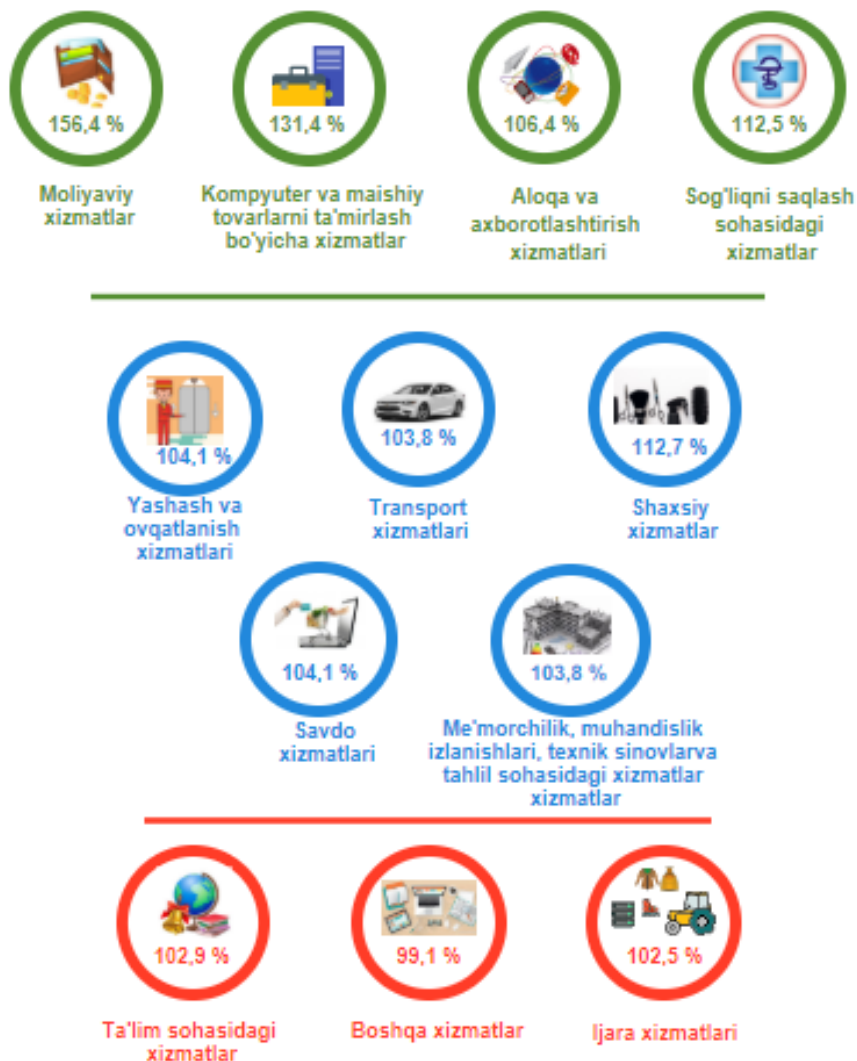 156,4 %
131,4 %
106,4 %
112,5 %
Moliyaviy
xizmatlar
Kompyuter va maishiy
tovarlarni ta'mirlash
bo'yicha xizmatlar
Aloqa va
axborotlashtirish
xizmatlari
Sog'liqni saqlash
sohasidagi
xizmatlar
104,1 %
103,8 %
112,7 %
Yashash va
ovqatlanish
xizmatlari
Transport
xizmatlari
Shaxsiy
xizmatlar
104,1 %
103,8 %
Savdo
xizmatlari
Me'morchilik, muhandislik
izlanishlari, texnik sinovlarva
tahlil sohasidagi xizmatlar
xizmatlar
102,9 %
99,1 %
102,5 %
Ta'lim sohasidagi
xizmatlar
Boshqa xizmatlar
Ijara xizmatlari